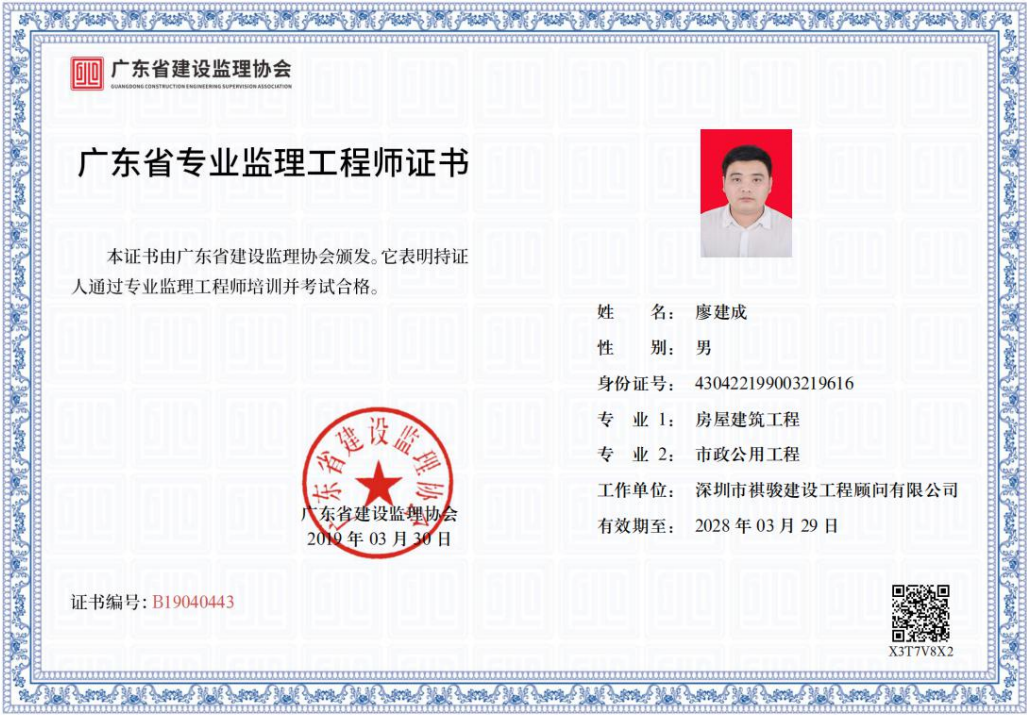 广东省建设监理协会
GUANGDONG CONSTRUCTION ENGINEERING SUPERVISION ASSOCIATION
广东省专业监理工程师证书
本证书由广东省建设监理协会颁发。它表明持证
人通过专业监理工程师培训并考试合格。
姓 名： 廖建成
性 别： 男
身份证号： 430422199003219616
专 业 1： 房屋建筑工程
专 业 2： 市政公用工程
工作单位： 深圳市祺骏建设工程顾问有限公司
有效期至： 2028 年 03 月 29 日
广东省建设监理协会
广东省建设监理协会
2019 年 03 月 30 日
证书编号: B19040443
X3T7V8X2